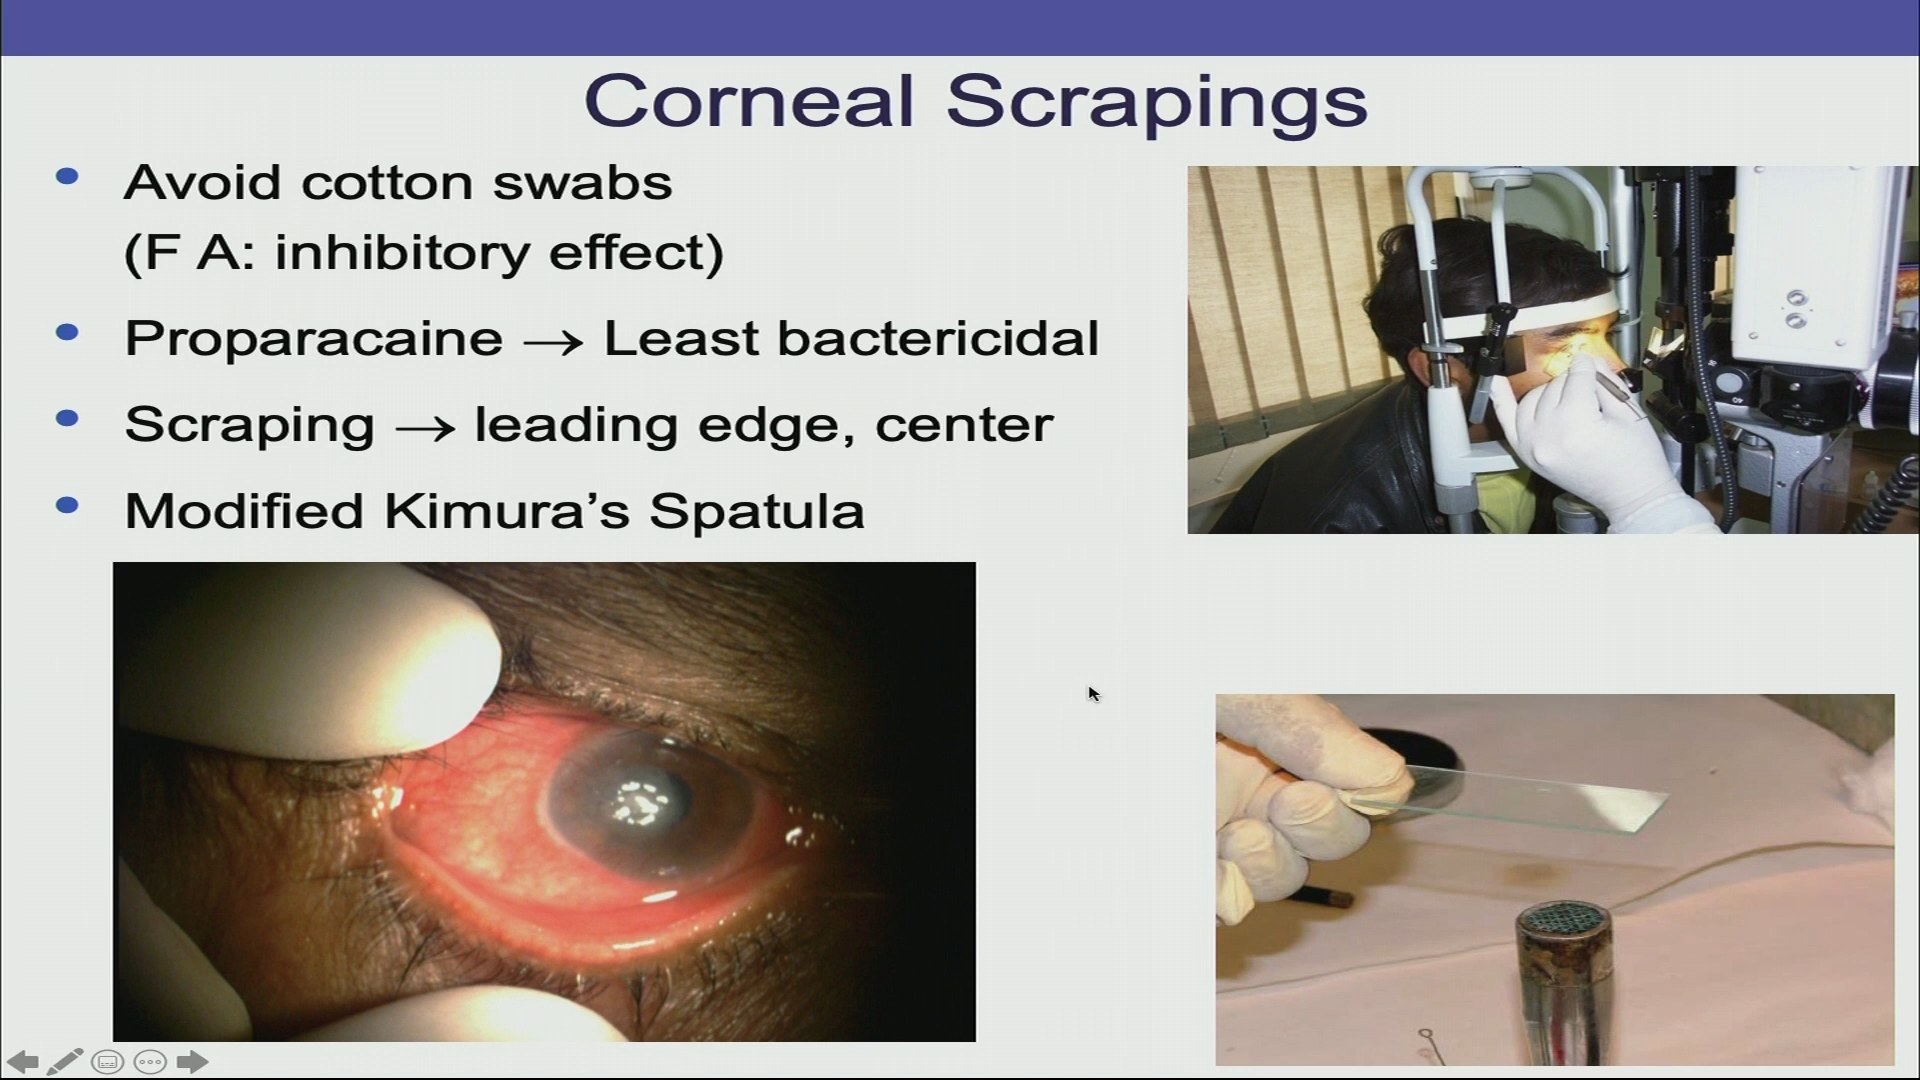 Corneal Scrapings
• Avoid cotton swabs
(F A: inhibitory effect)
• Proparacaine → Least bactericidal
• Scraping → leading edge, center
• Modified Kimura’s Spatula